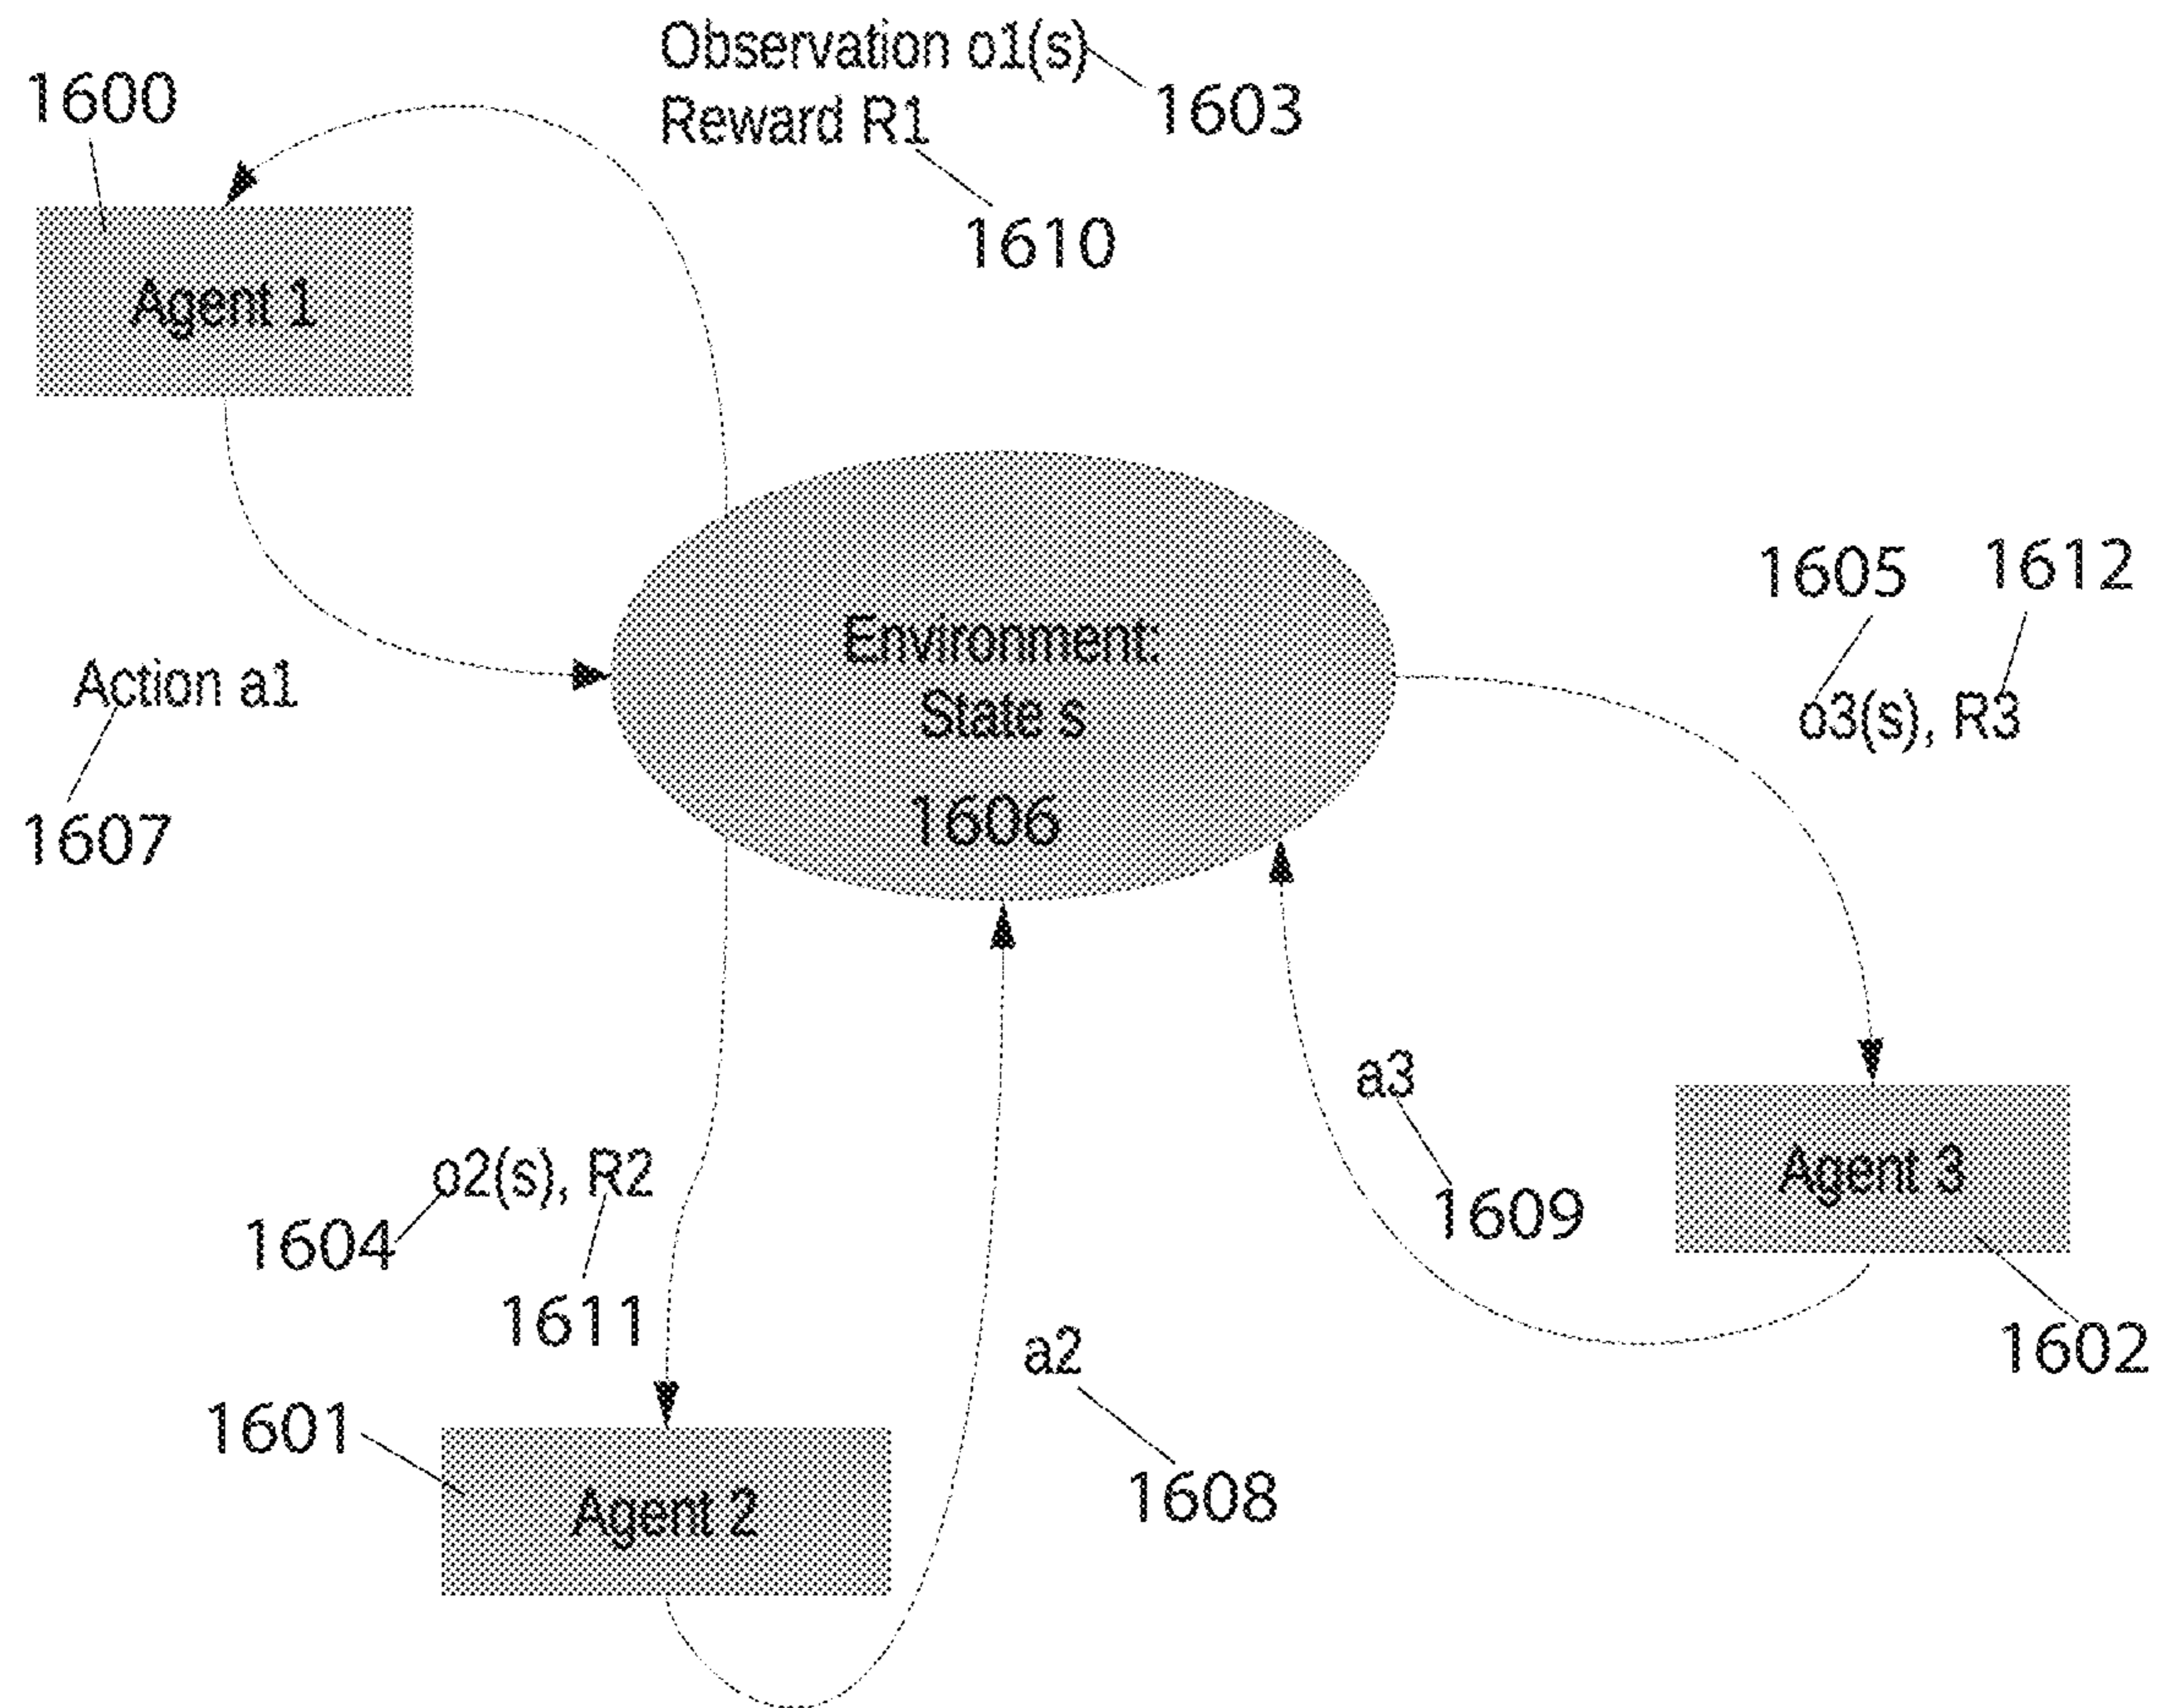 Observation o1(s)
1600
Reward R1
1603
1610
Agent 1
Environment:
State s
1606
Action a1
1607
1605
1612
o3(s), R3
a3
1609
Agent 3
1602
o2(s), R2
1604
1611
a2
1608
1601
Agent 2